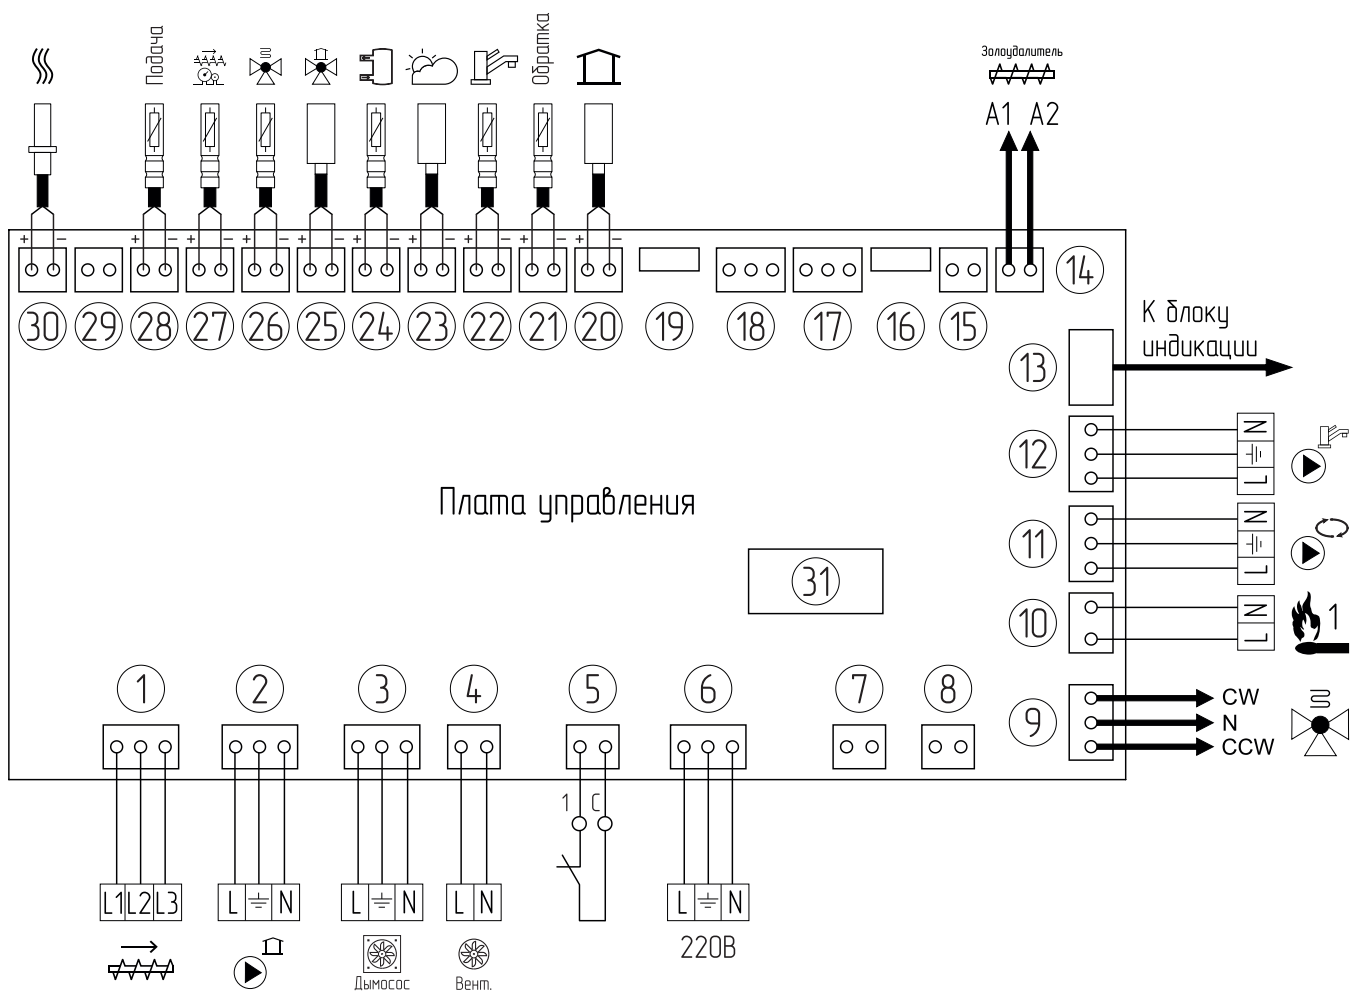 Подача
Обратка
Золоудалитель
А1 А2
+ − + − + − + − + − + − + − + − + − + −
14
30 29 28 27 26 25 24 23 22 21 20 19 18 17 16 15
К блоку
индикации
13
N
12
L
Плата управления
N
11
L
31
N 1
10
L
1 2 3 4 5 6 7 8
CW
9 N
CCW
1 С
L1 L2 L3 L N L N L N L N
220В
Дымосос Вент.